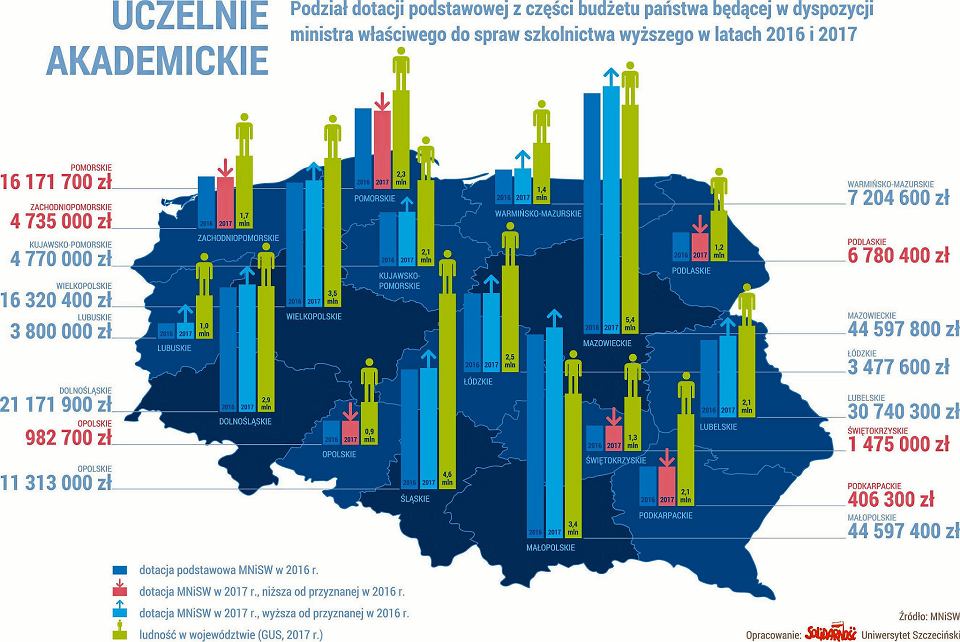 UCZELNIE
AKADEMICKIE
Podział dotacji podstawowej z części budżetu państwa będącej w dyspozycji
ministra właściwego do spraw szkolnictwa wyższego w latach 2016 i 2017
POMORSKIE
16 171 700 zł
ZACHODNIOPOMORSKIE
4 735 000 zł
KUJAWSKO-POMORSKIE
4 770 000 zł
WIELKOPOLSKIE
16 320 400 zł
LUBUSKIE
3 800 000 zł
DOLNOŚLĄSKIE
21 171 900 zł
OPOLSKIE
982 700 zł
OPOLSKIE
11 313 000 zł
2016 2017 1,7 mln
ZACHODNIOPOMORSKIE
2016 2017 2,3 mln
POMORSKIE
2016 2017 1,4 mln
WARMIŃSKO-MAZURSKIE
2016 2017 1,2 mln
PODLASKIE
2016 2017 2,1 mln
KUJAWSKO-
POMORSKIE
2016 2017 3,5 mln
WIELKOPOLSKIE
2016 2017 1,0 mln
LUBUSKIE
2016 2017 5,4 mln
MAZOWIECKIE
2016 2017 2,5 mln
ŁÓDZKIE
2016 2017 2,9 mln
DOLNOŚLĄSKIE
2016 2017 2,1 mln
LUBELSKIE
2016 2017 0,9 mln
OPOLSKIE
2016 2017 1,3 mln
ŚWIĘTOKRZYSKIE
2016 2017 4,6 mln
ŚLĄSKIE
2016 2017 2,1 mln
PODKARPACKIE
2016 2017 3,4 mln
MAŁOPOLSKIE
WARMIŃSKO-MAZURSKIE
7 204 600 zł
PODLASKIE
6 780 400 zł
MAZOWIECKIE
44 597 800 zł
ŁÓDZKIE
3 477 600 zł
LUBELSKIE
30 740 300 zł
ŚWIĘTOKRZYSKIE
1 475 000 zł
PODKARPACKIE
406 300 zł
MAŁOPOLSKIE
44 597 400 zł
dotacja podstawowa MNiSW w 2016 r.
dotacja MNiSW w 2017 r., niższa od przyznanej w 2016 r.
dotacja MNiSW w 2017 r., wyższa od przyznanej w 2016 r.
ludność w województwie (GUS, 2017 r.)
Źródło: MNiSW
Opracowanie: SOLIDARNOŚĆ Uniwersytet Szczeciński